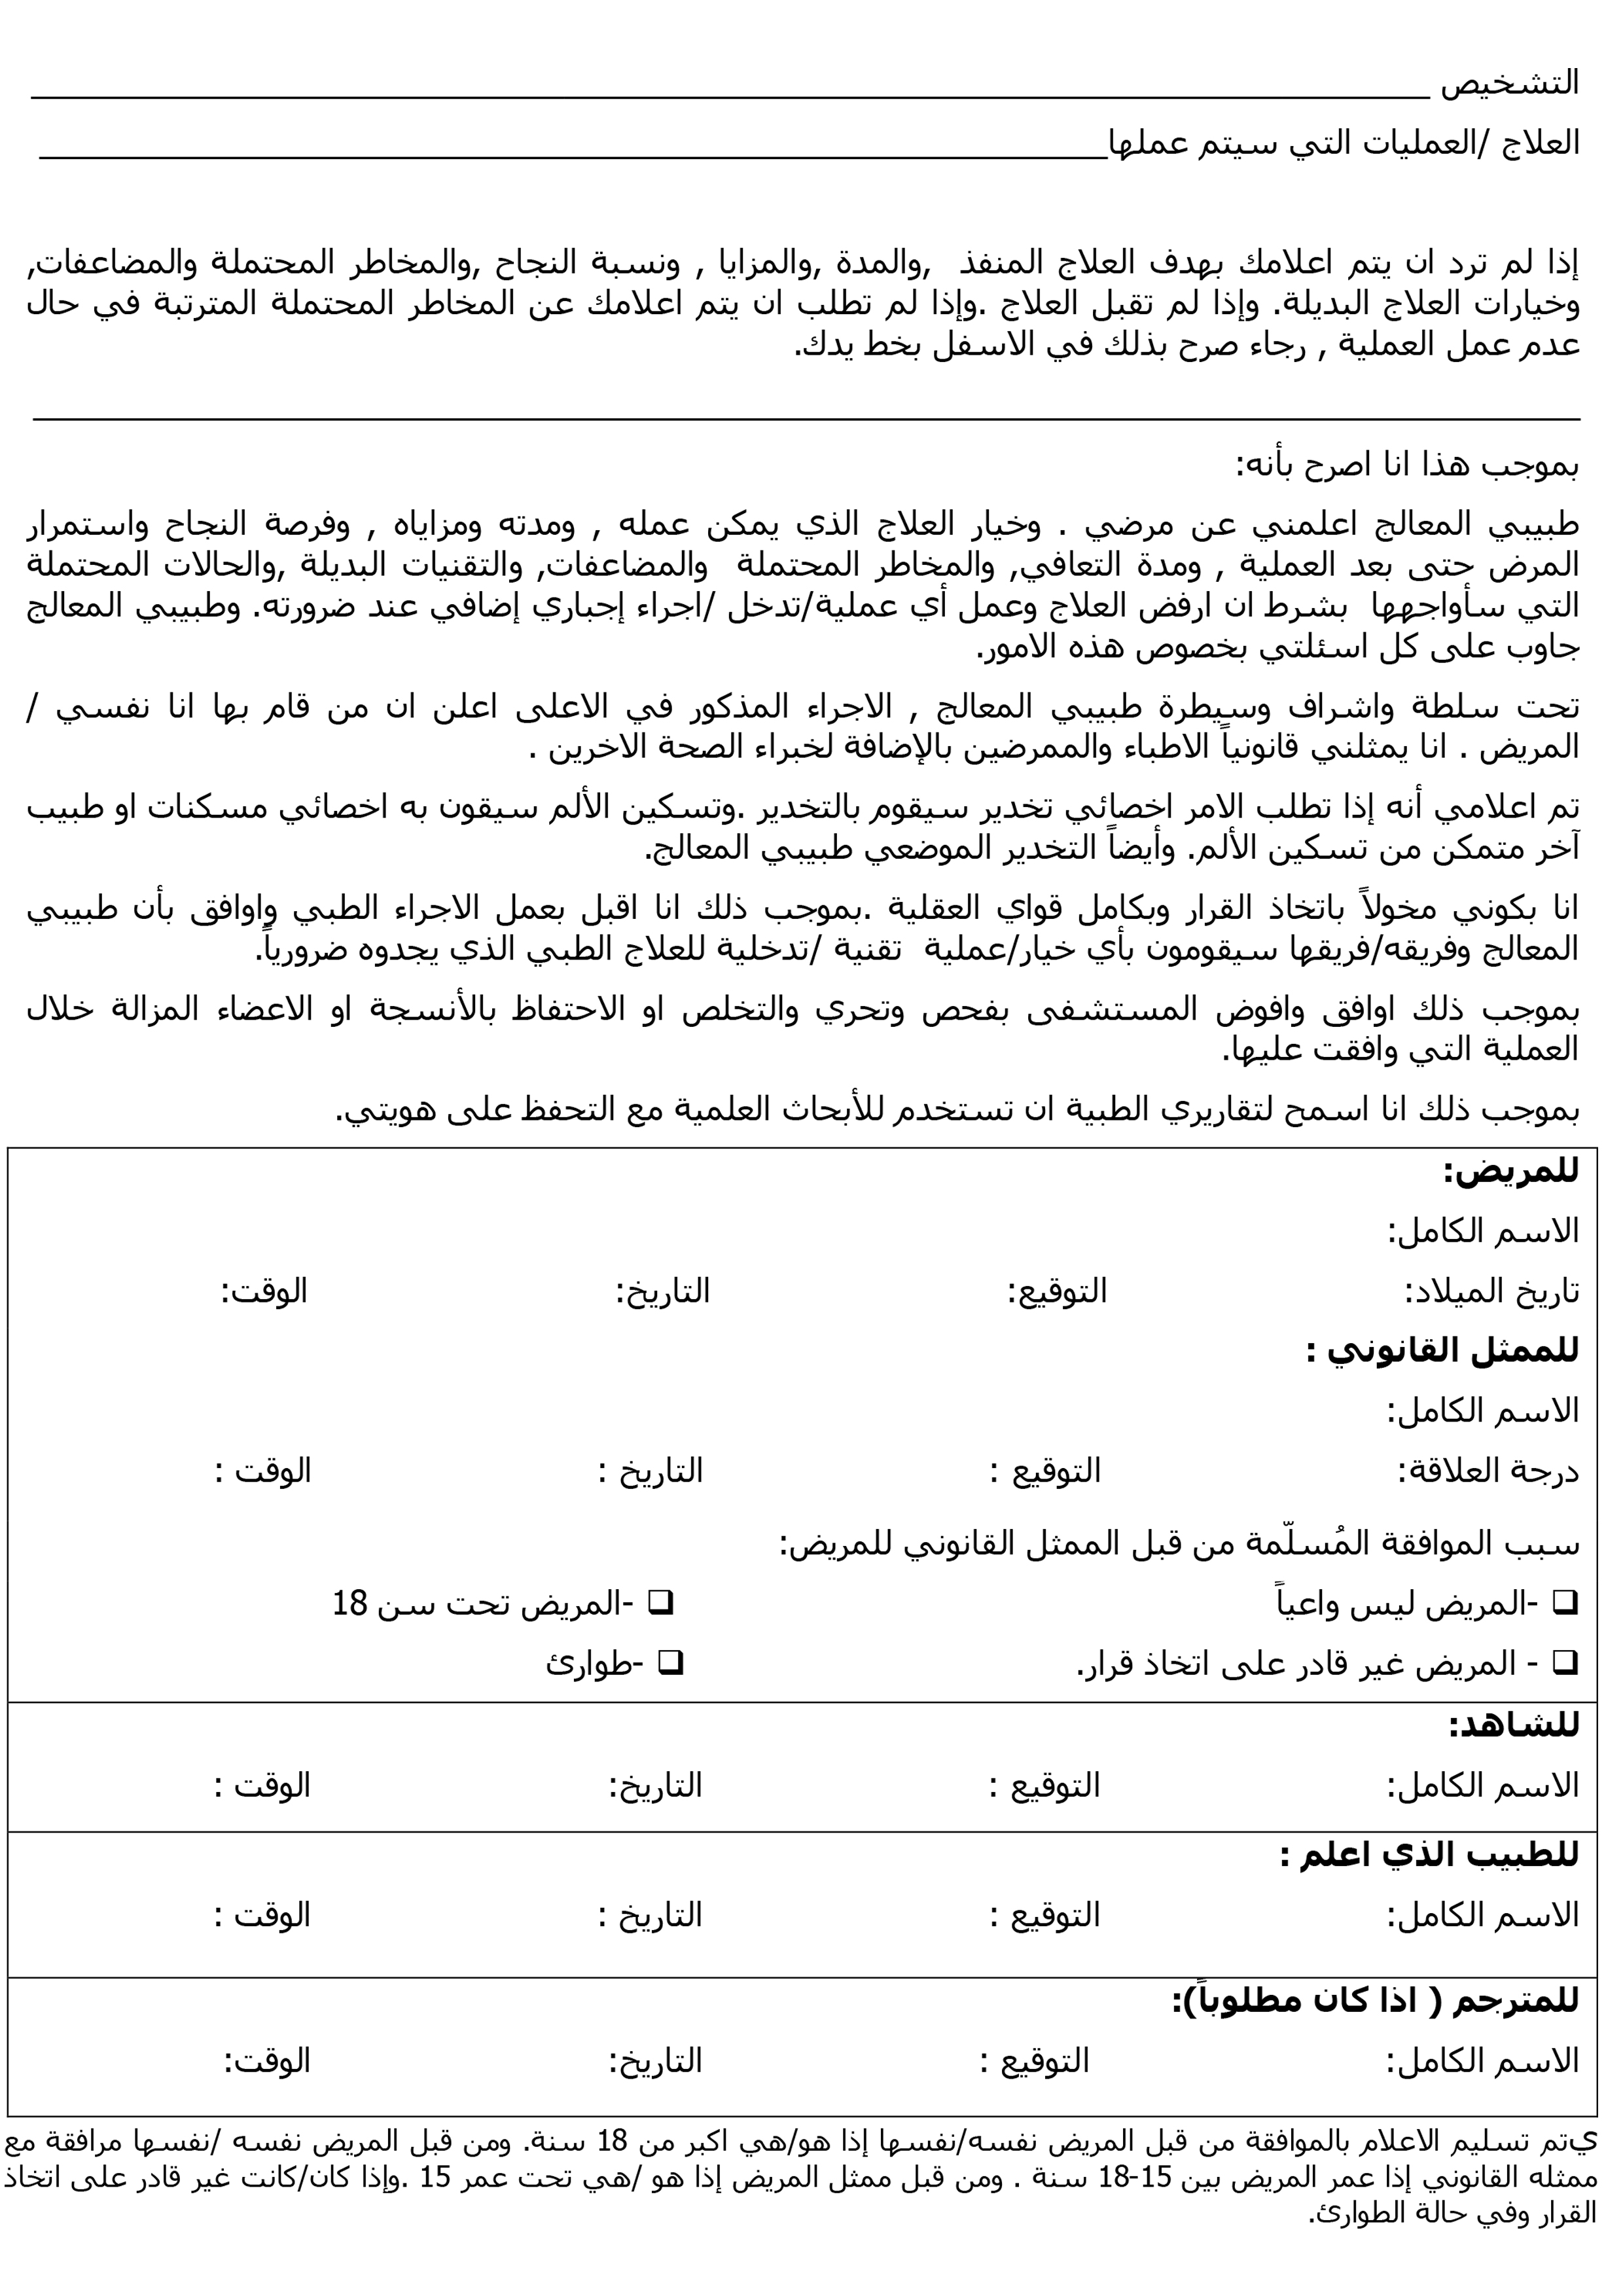 التشخيص ـــــــــــــــــــــــــــــــــــــــــ
العلاج /العمليات التي سيتم عملها ـــــــــــــــــــــــــــــــــــــــــ
إذا لم ترد ان يتم اعلامك بهدف العلاج المنفذ ,والمدة ,والمزايا , ونسبة النجاح ,والمخاطر المحتملة والمضاعفات,
وخيارات العلاج البديلة. وإذا لم تقبل العلاج .وإذا لم تطلب ان يتم اعلامك عن المخاطر المحتملة المترتبة في حال
عدم عمل العملية , رجاء صرح بذلك في الاسفل بخط يدك.
بموجب هذا انا اصرح بأنه:
طبيبي المعالج اعلمني عن مرضي . وخيار العلاج الذي يمكن عمله , ومدته ومزاياه , وفرصة النجاح واستمرار
المرض حتى بعد العملية , ومدة التعافي, والمخاطر المحتملة والمضاعفات, والتقنيات البديلة ,والحالات المحتملة
التي سأواجهها بشرط ان ارفض العلاج وعمل أي عملية/تدخل /اجراء إجباري إضافي عند ضرورته. وطبيبي المعالج
جاوب على كل اسئلتي بخصوص هذه الامور.
تحت سلطة واشراف وسيطرة طبيبي المعالج , الاجراء المذكور في الاعلى اعلن ان من قام بها انا نفسي /
المريض . انا يمثلني قانونياً الاطباء والممرضين بالإضافة لخبراء الصحة الاخرين .
تم اعلامي أنه إذا تطلب الامر اخصائي تخدير سيقوم بالتخدير .وتسكين الألم سيقون به اخصائي مسكنات او طبيب
آخر متمكن من تسكين الألم. وأيضاً التخدير الموضعي طبيبي المعالج.
انا بكوني مخولاً باتخاذ القرار وبكامل قواي العقلية .بموجب ذلك انا اقبل بعمل الاجراء الطبي واوافق بأن طبيبي
المعالج وفريقه/فريقها سيقومون بأي خيار/عملية تقنية /تدخلية للعلاج الطبي الذي يجدوه ضرورياً.
بموجب ذلك اوافق وافوض المستشفى بفحص وتحري والتخلص او الاحتفاظ بالأنسجة او الاعضاء المزالة خلال
العملية التي وافقت عليها.
بموجب ذلك انا اسمح لتقاريري الطبية ان تستخدم للأبحاث العلمية مع التحفظ على هويتي.
للمريض:
الاسم الكامل:
تاريخ الميلاد: التوقيع: التاريخ: الوقت:
للممثل القانوني :
الاسم الكامل:
درجة العلاقة: التوقيع : التاريخ : الوقت :
سبب الموافقة المُسلّمة من قبل الممثل القانوني للمريض:
❑ -المريض ليس واعياً ❑ -المريض تحت سن 18
❑ - المريض غير قادر على اتخاذ قرار. ❑ -طوارئ
للشاهد:
الاسم الكامل: التوقيع : التاريخ: الوقت :
للطبيب الذي اعلم :
الاسم الكامل: التوقيع : التاريخ : الوقت :
للمترجم ( اذا كان مطلوباً):
الاسم الكامل: التوقيع : التاريخ: الوقت:
يتم تسليم الاعلام بالموافقة من قبل المريض نفسه/نفسها إذا هو/هي اكبر من 18 سنة. ومن قبل المريض نفسه /نفسها مرافقة مع
ممثله القانوني إذا عمر المريض بين 15-18 سنة . ومن قبل ممثل المريض إذا هو /هي تحت عمر 15 .وإذا كان/كانت غير قادر على اتخاذ
القرار وفي حالة الطوارئ.